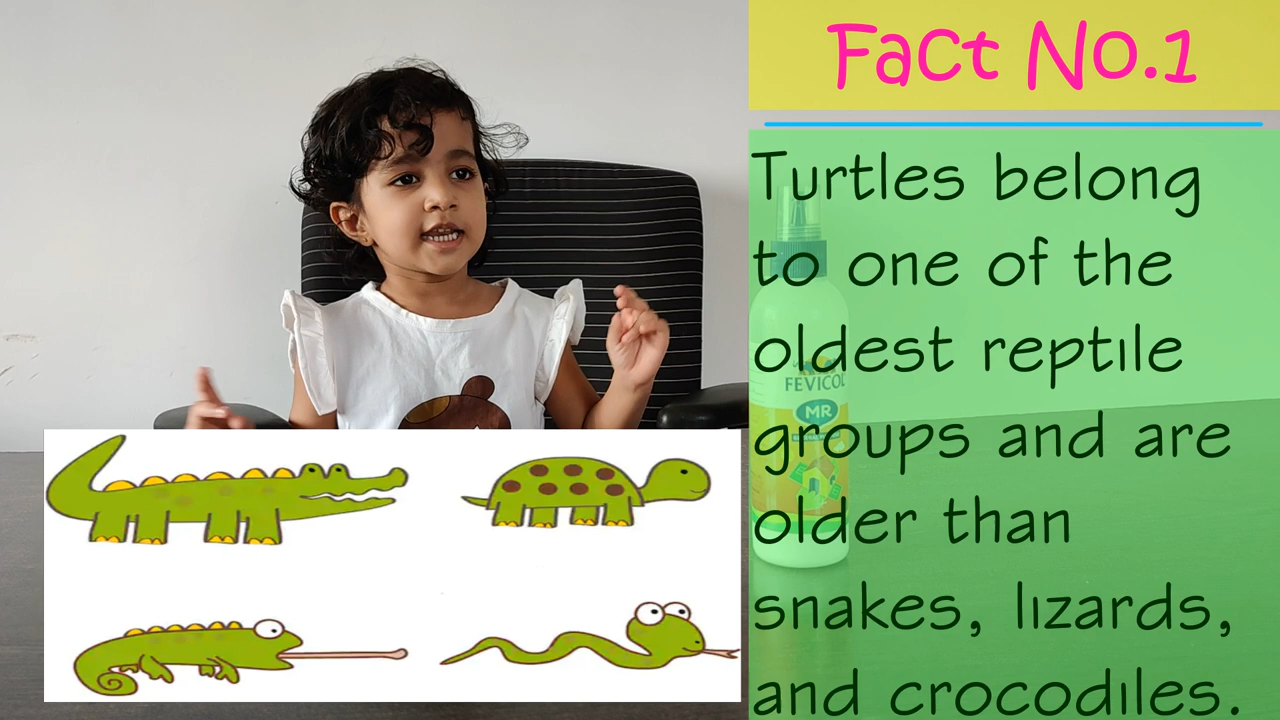 Fact No.1
Turtles belong
to one of the
oldest reptile
groups and are
older than
snakes, lizards,
and crocodiles.
FEVICOL
MR